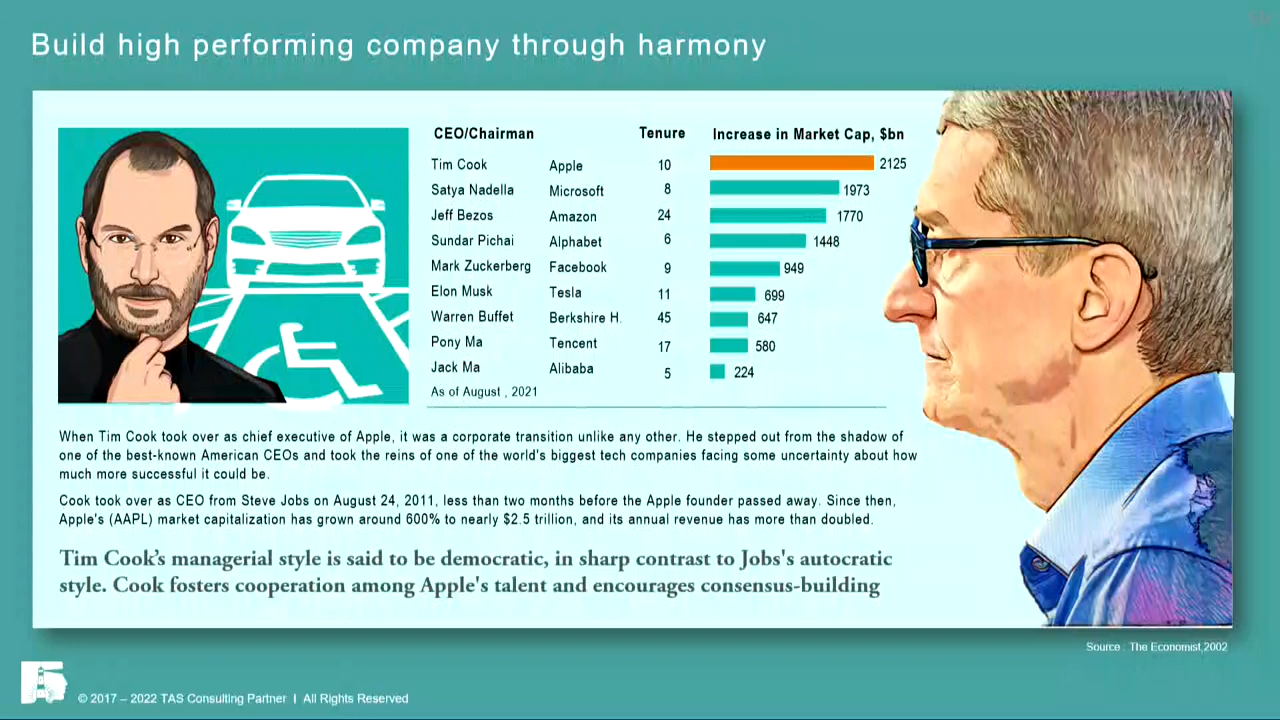 Build high performing company through harmony
CEO/Chairman Tenure Increase in Market Cap, $bn
Tim Cook Apple 10 2125
Satya Nadella Microsoft 8 1973
Jeff Bezos Amazon 24 1770
Sundar Pichai Alphabet 6 1448
Mark Zuckerberg Facebook 9 949
Elon Musk Tesla 11 699
Warren Buffet Berkshire H. 45 647
Pony Ma Tencent 17 580
Jack Ma Alibaba 5 224
As of August , 2021
When Tim Cook took over as chief executive of Apple, it was a corporate transition unlike any other. He stepped out from the shadow of
one of the best-known American CEOs and took the reins of one of the world's biggest tech companies facing some uncertainty about how
much more successful it could be.
Cook took over as CEO from Steve Jobs on August 24, 2011, less than two months before the Apple founder passed away. Since then,
Apple's (AAPL) market capitalization has grown around 600% to nearly $2.5 trillion, and its annual revenue has more than doubled.
Tim Cook's managerial style is said to be democratic, in sharp contrast to Jobs's autocratic
style. Cook fosters cooperation among Apple's talent and encourages consensus-building
Source : The Economist,2002
© 2017 – 2022 TAS Consulting Partner I All Rights Reserved